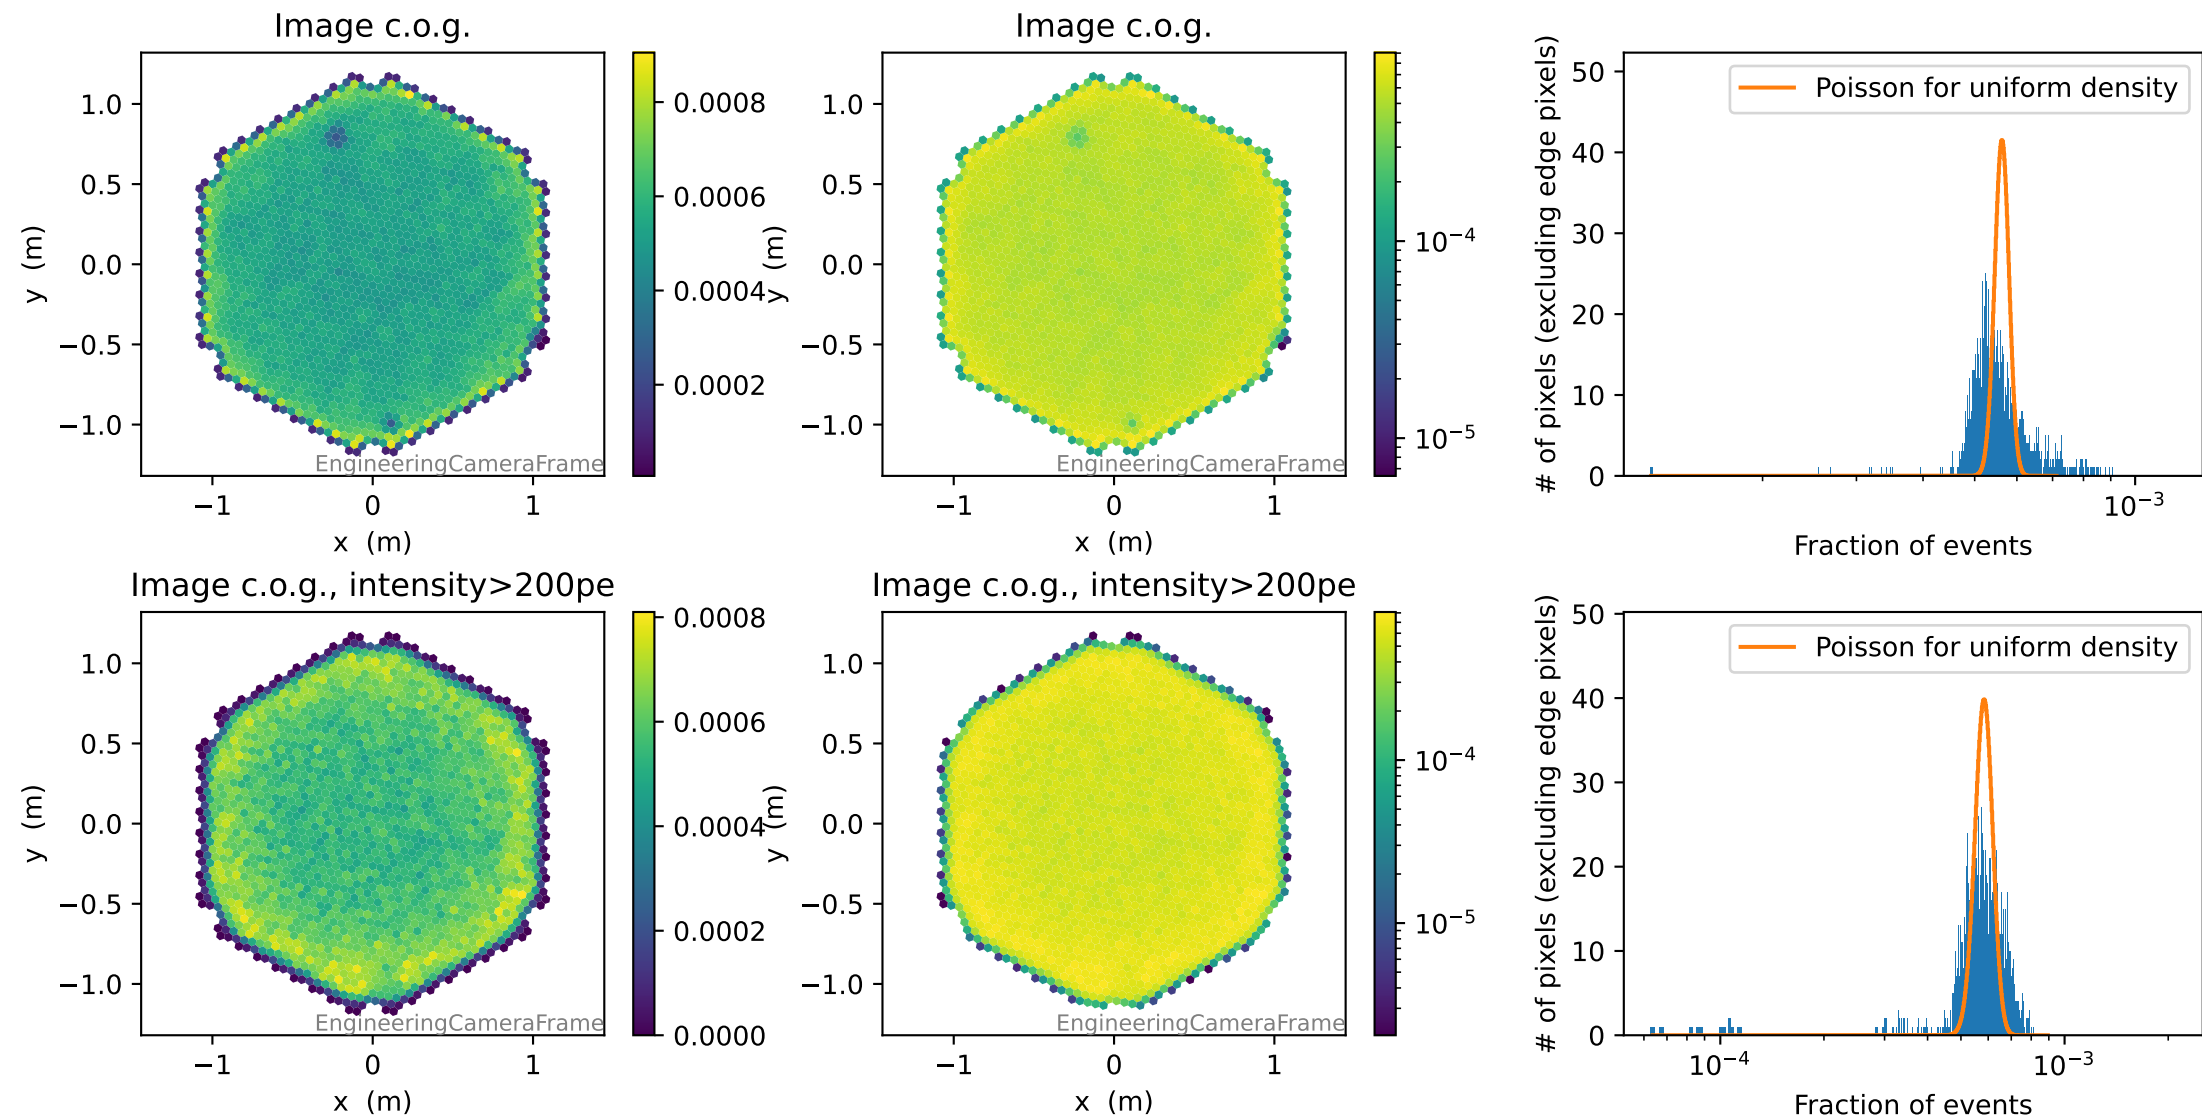 Image c.o.g.
1.0
0.5
0.0
−0.5
−1.0
y (m)
−1
0
1
x (m)
EngineeringCameraFrame
0.0008
0.0006
0.0004
0.0002
Image c.o.g.
1.0
0.5
0.0
−0.5
−1.0
y (m)
−1
0
1
x (m)
EngineeringCameraFrame
10⁻⁴
10⁻⁵
# of pixels (excluding edge pixels)
50
40
30
20
10
0
Poisson for uniform density
10⁻³
Fraction of events
Image c.o.g., intensity>200pe
1.0
0.5
0.0
−0.5
−1.0
y (m)
−1
0
1
x (m)
EngineeringCameraFrame
0.0008
0.0006
0.0004
0.0002
0.0000
Image c.o.g., intensity>200pe
1.0
0.5
0.0
−0.5
−1.0
y (m)
−1
0
1
x (m)
EngineeringCameraFrame
10⁻⁴
10⁻⁵
# of pixels (excluding edge pixels)
50
40
30
20
10
0
Poisson for uniform density
10⁻⁴
10⁻³
Fraction of events